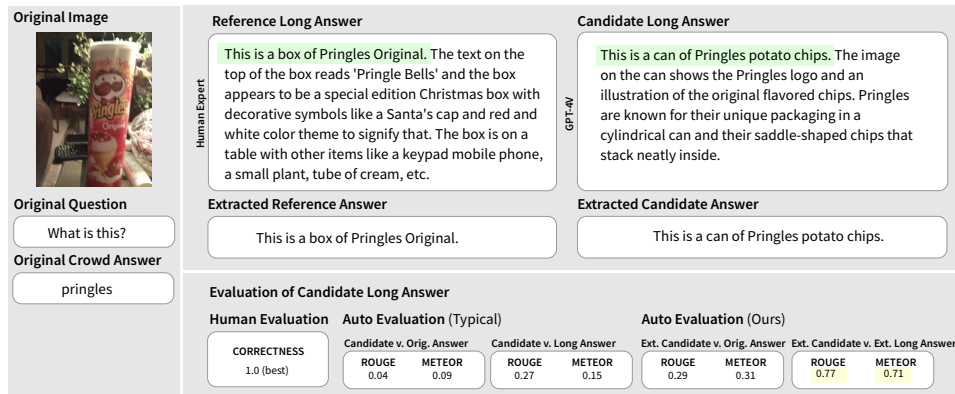 Original Image
Pringles
Original
Original Question
What is this?
Original Crowd Answer
pringles
Reference Long Answer
Human Expert
This is a box of Pringles Original. The text on the
top of the box reads 'Pringle Bells' and the box
appears to be a special edition Christmas box with
decorative symbols like a Santa's cap and red and
white color theme to signify that. The box is on a
table with other items like a keypad mobile phone,
a small plant, tube of cream, etc.
Extracted Reference Answer
This is a box of Pringles Original.
Candidate Long Answer
GPT-4V
This is a can of Pringles potato chips. The image
on the can shows the Pringles logo and an
illustration of the original flavored chips. Pringles
are known for their unique packaging in a
cylindrical can and their saddle-shaped chips that
stack neatly inside.
Extracted Candidate Answer
This is a can of Pringles potato chips.
Evaluation of Candidate Long Answer
Human Evaluation
CORRECTNESS
1.0 (best)
Auto Evaluation (Typical)
Candidate v. Orig. Answer
ROUGE METEOR
0.04 0.09
Candidate v. Long Answer
ROUGE METEOR
0.27 0.15
Auto Evaluation (Ours)
Ext. Candidate v. Orig. Answer
ROUGE METEOR
0.29 0.31
Ext. Candidate v. Ext. Long Answer
ROUGE METEOR
0.77 0.71